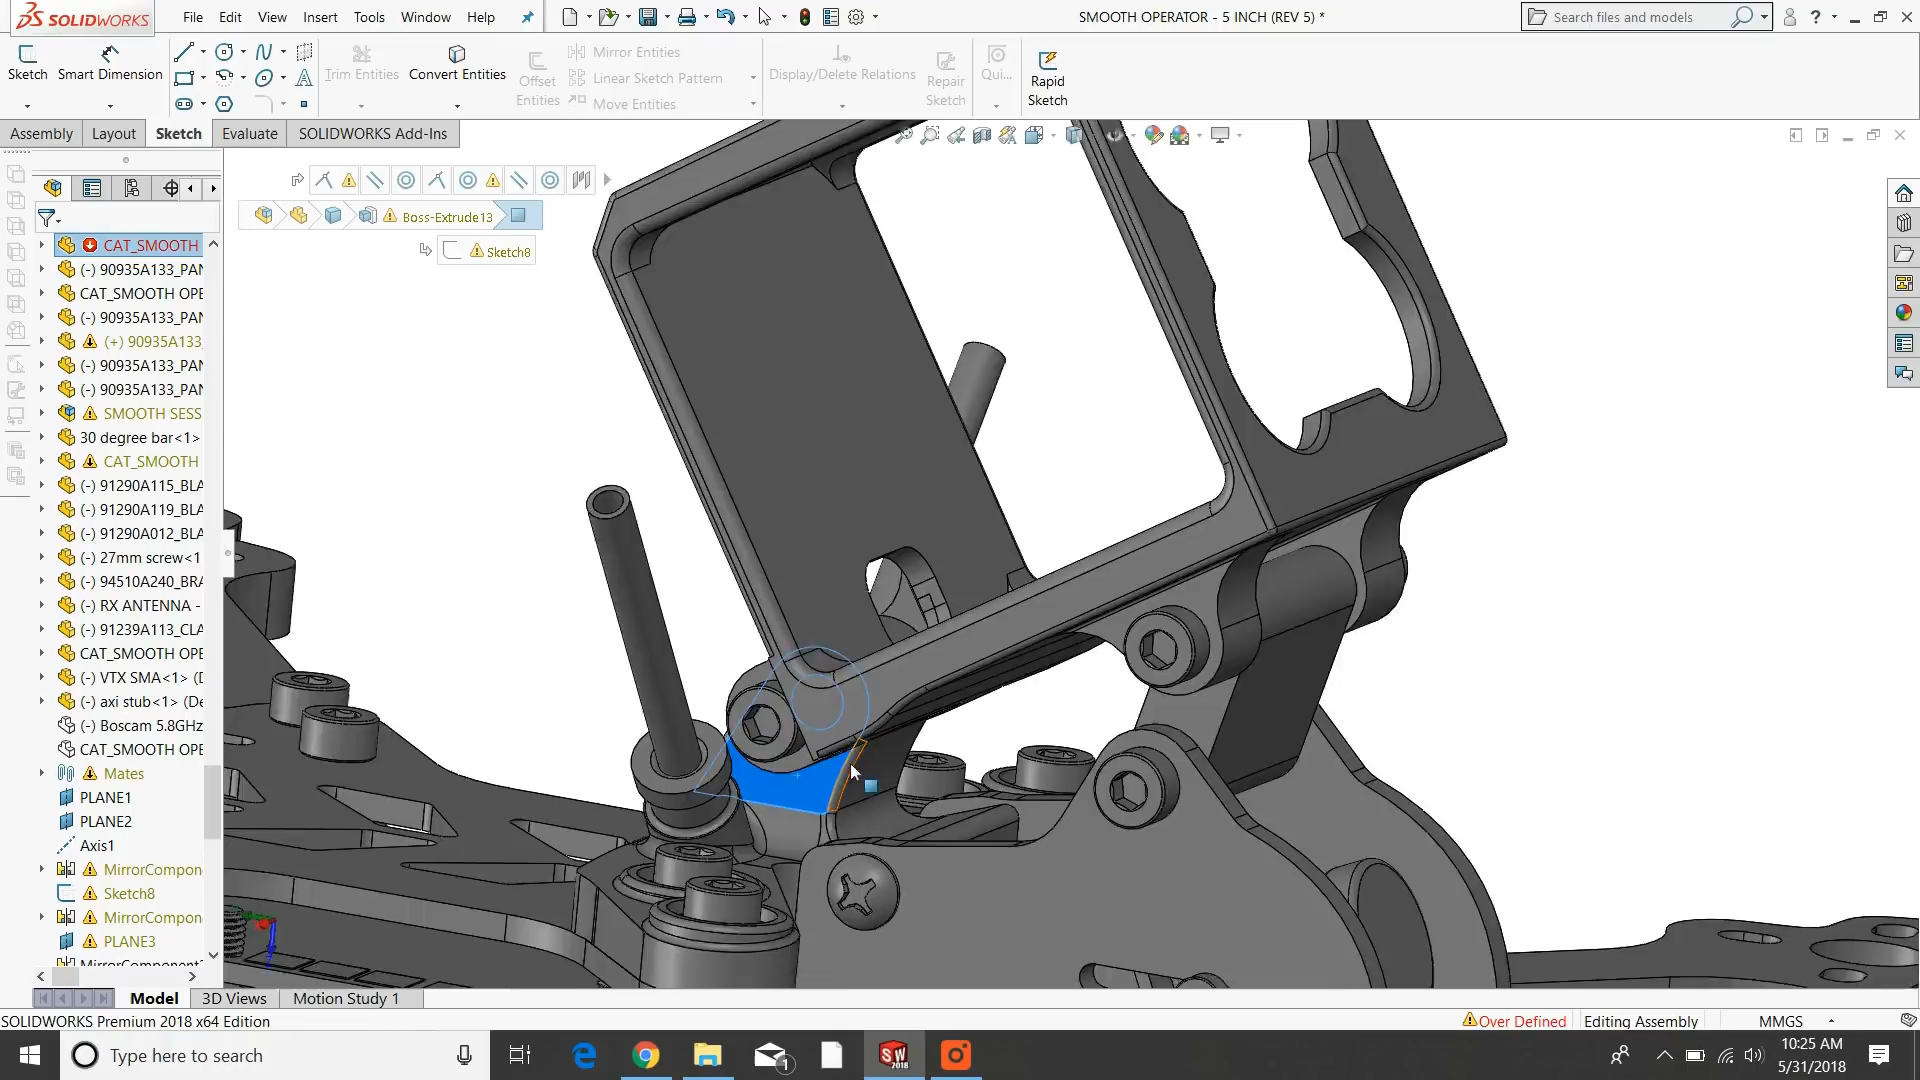 SOLIDWORKS
File Edit View Insert Tools Window Help
SMOOTH OPERATOR - 5 INCH (REV 5) *
Search files and models
Sketch
Smart Dimension
Trim Entities
Convert Entities
Offset Entities
Mirror Entities
Linear Sketch Pattern
Move Entities
Display/Delete Relations
Repair Sketch
Qui...
Rapid Sketch
Assembly Layout Sketch Evaluate SOLIDWORKS Add-Ins
Boss-Extrude13
Sketch8
CAT_SMOOTH
(-) 90935A133_PAN
CAT_SMOOTH OPE
(-) 90935A133_PAN
(+) 90935A133_
(-) 90935A133_PAN
(-) 90935A133_PAN
SMOOTH SESS
30 degree bar<1>
CAT_SMOOTH
(-) 91290A115_BLA
(-) 91290A119_BLA
(-) 91290A012_BLA
(-) 27mm screw<1
(-) 94510A240_BRA
(-) RX ANTENNA -
(-) 91239A113_CLA
CAT_SMOOTH OPE
(-) VTX SMA<1> (D
(-) axi stub<1> (De
(-) Boscam 5.8GHz
CAT_SMOOTH OPE
Mates
PLANE1
PLANE2
Axis1
MirrorCompon
Sketch8
MirrorCompon
PLANE3
MirrorComponent
Model 3D Views Motion Study 1
SOLIDWORKS Premium 2018 x64 Edition
Over Defined Editing Assembly MMGS
Type here to search
1
SW
2018
10:25 AM
5/31/2018